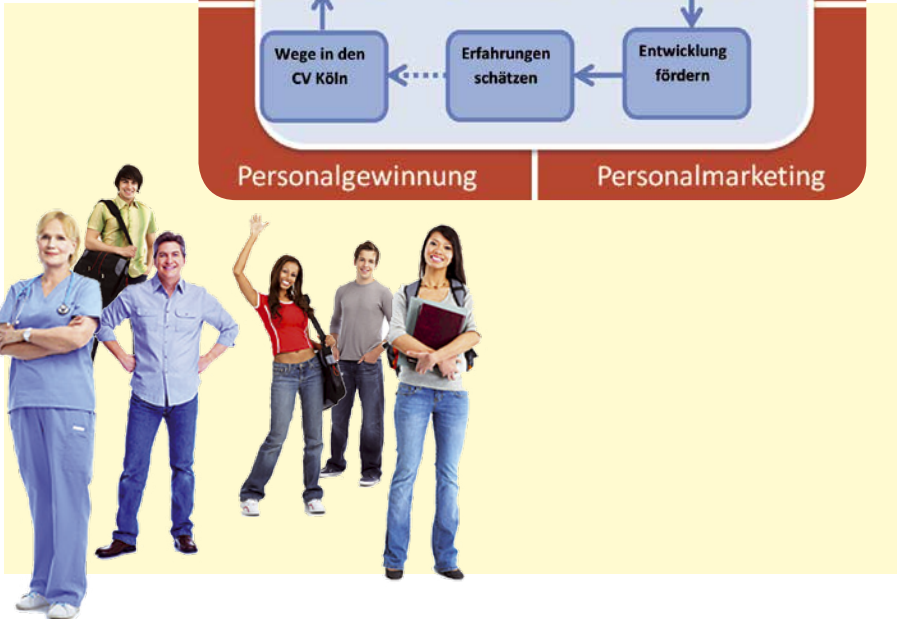 Wege in den
CV Köln
Erfahrungen
schätzen
Entwicklung
fördern
Personalgewinnung
Personalmarketing